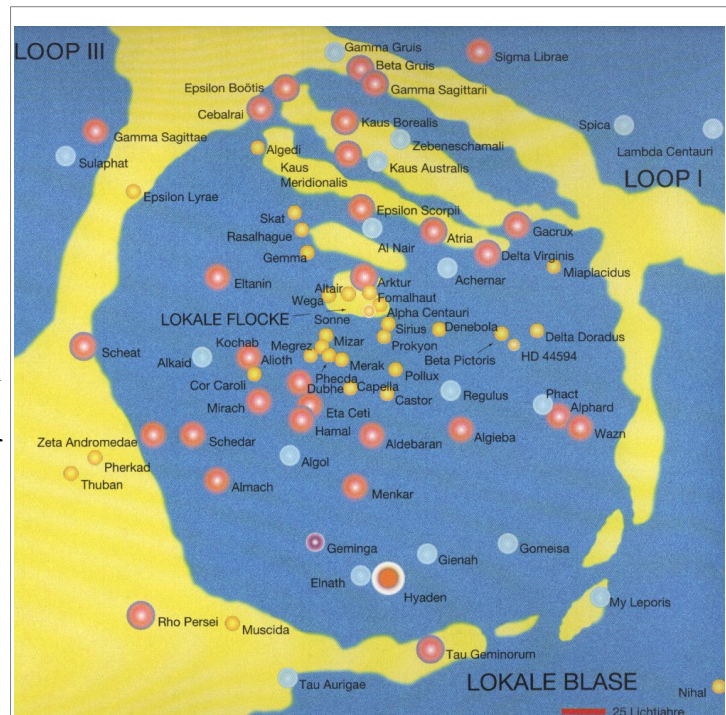 LOOP III
Gamma Gruis
Beta Gruis
Sigma Librae
Epsilon Boötis
Gamma Sagittarii
Cebalrai
Kaus Borealis
Spica
Gamma Sagittae
Zebeneschamali
Algedi
Lambda Centauri
Sulaphat
Kaus
Meridionalis
Kaus Australis
LOOP I
Epsilon Lyrae
Skat
Epsilon Scorpii
Rasalhague
Atria
Gacrux
Al Nair
Gemma
Delta Virginis
Achernar
Miaplacidus
Eltanin
Altair
Arktur
Wega
Fomalhaut
Alpha Centauri
LOKALE FLOCKE
Sonne
Sirius
Denebola
Delta Doradus
Mizar
Prokyon
Kochab
Megrez
Scheat
Alkaid
Alioth
Merak
Beta Pictoris
HD 44594
Cor Caroli
Phecda
Pollux
Dubhe
Capella
Castor
Regulus
Phact
Mirach
Eta Ceti
Alphard
Hamal
Wazn
Zeta Andromedae
Schedar
Aldebaran
Algieba
Pherkad
Algol
Thuban
Almach
Menkar
Geminga
Gienah
Gomeisa
Elnath
Hyaden
My Leporis
Rho Persei
Muscida
Tau Geminorum
LOKALE BLASE
Tau Aurigae
Nihal
25 Lichtjahre